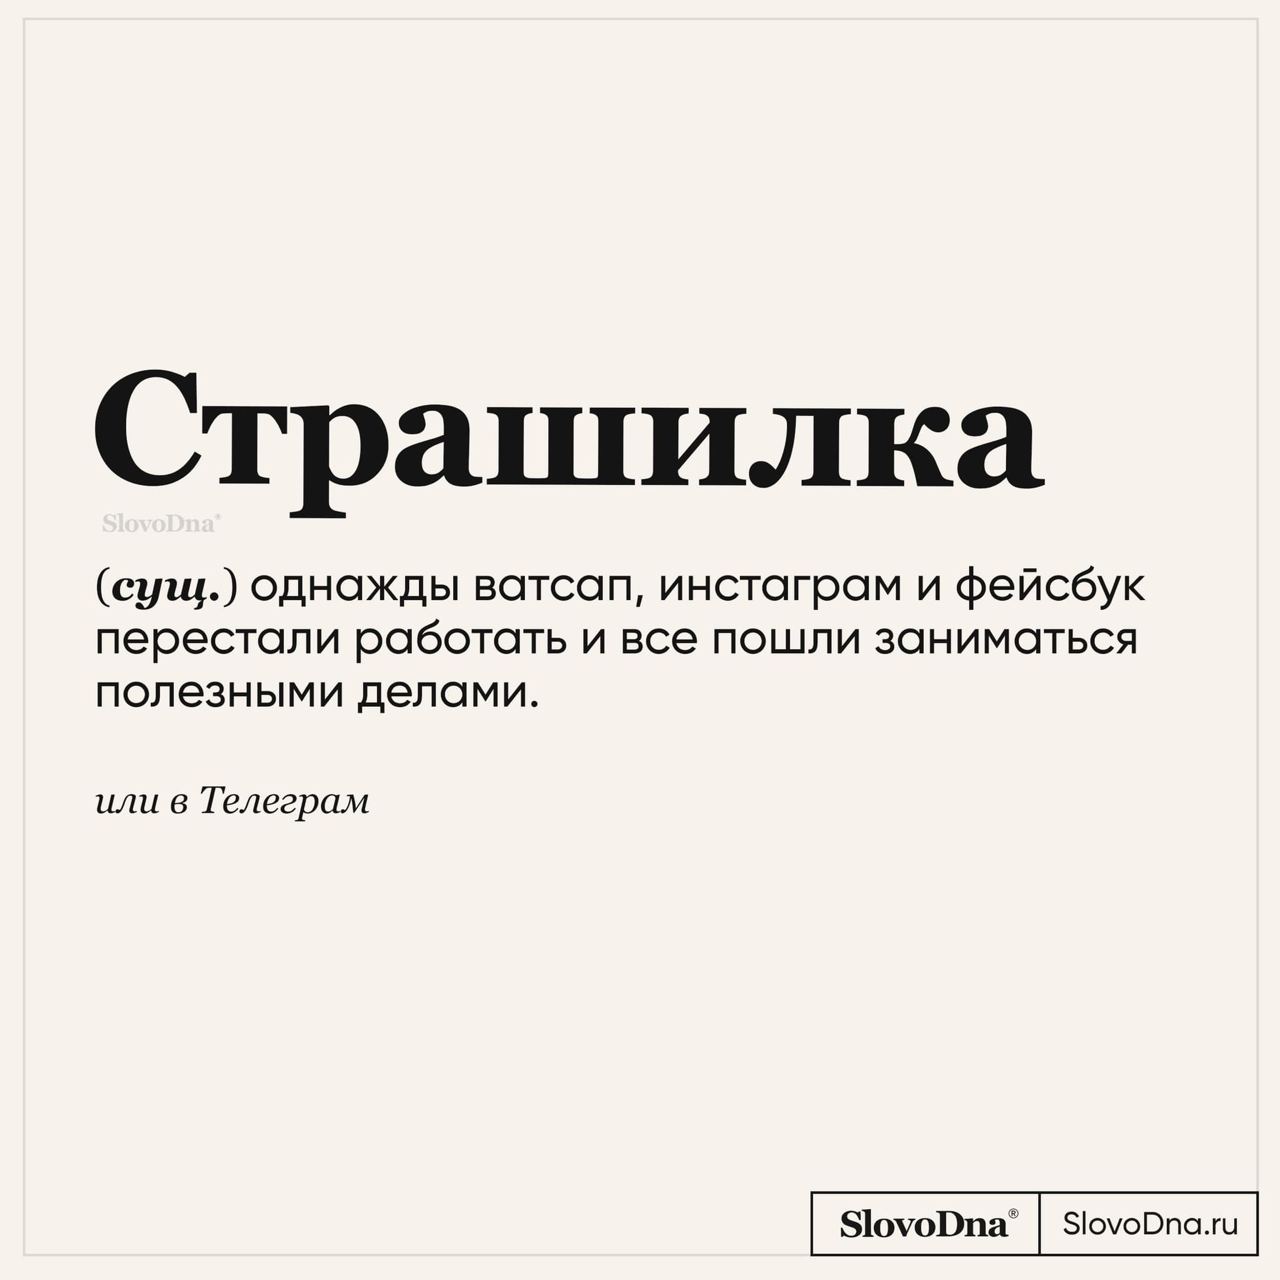 Страшилка
SlovoDna®
(сущ.) однажды ватсап, инстаграм и фейсбук
перестали работать и все пошли заниматься
полезными делами.
или в Телеграм
SlovoDna® SlovoDna.ru